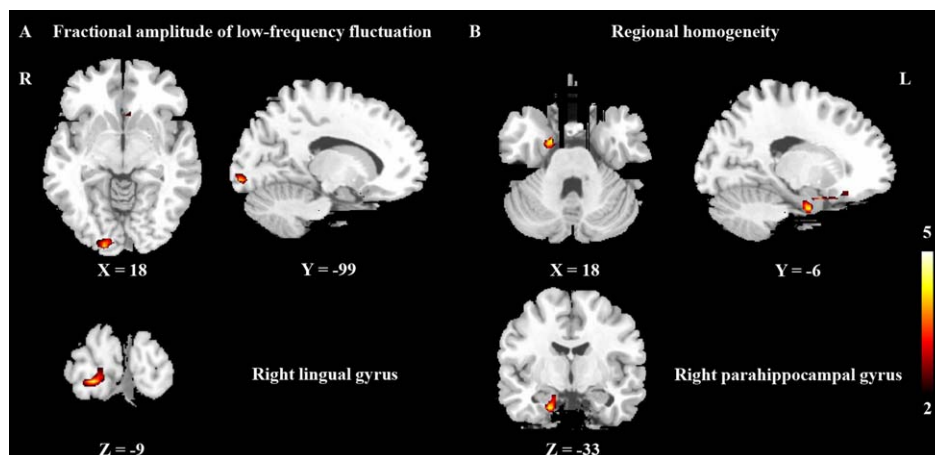 A Fractional amplitude of low-frequency fluctuation
R
X = 18 Y = -99
Right lingual gyrus
Z = -9
B Regional homogeneity
L
X = 18 Y = -6
Right parahippocampal gyrus
Z = -33
5
2